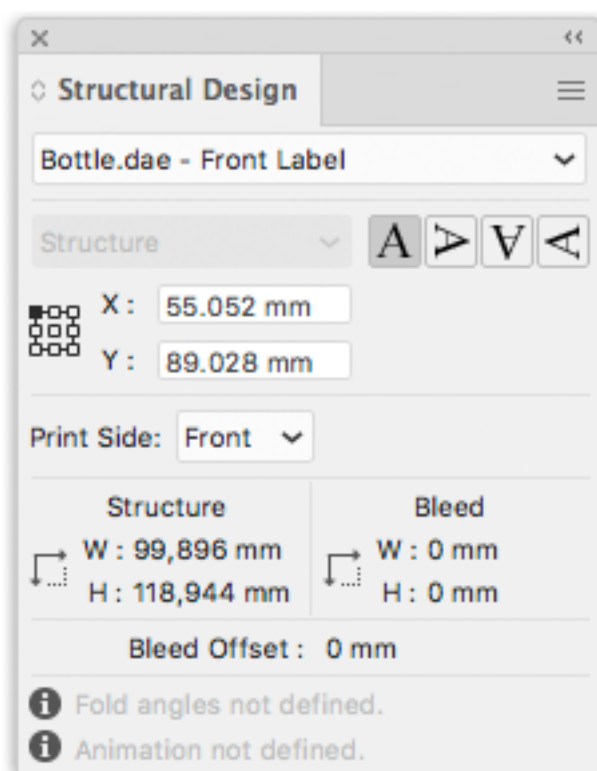 Structural Design
Bottle.dae - Front Label
Structure A A A A
X : 55.052 mm
Y : 89.028 mm
Print Side: Front
Structure Bleed
W : 99,896 mm W : 0 mm
H : 118,944 mm H : 0 mm
Bleed Offset : 0 mm
Fold angles not defined.
Animation not defined.